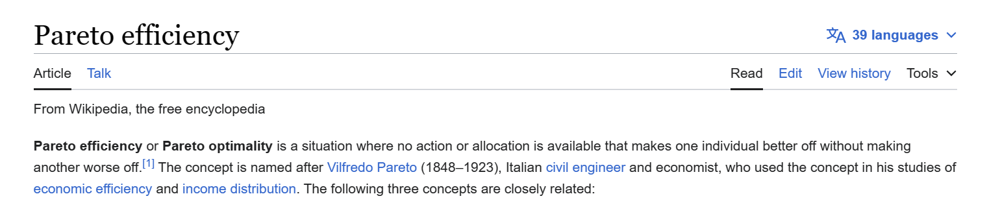 Pareto efficiency
文A 39 languages
Article Talk
Read Edit View history Tools
From Wikipedia, the free encyclopedia
Pareto efficiency or Pareto optimality is a situation where no action or allocation is available that makes one individual better off without making
another worse off.[1] The concept is named after Vilfredo Pareto (1848–1923), Italian civil engineer and economist, who used the concept in his studies of
economic efficiency and income distribution. The following three concepts are closely related: